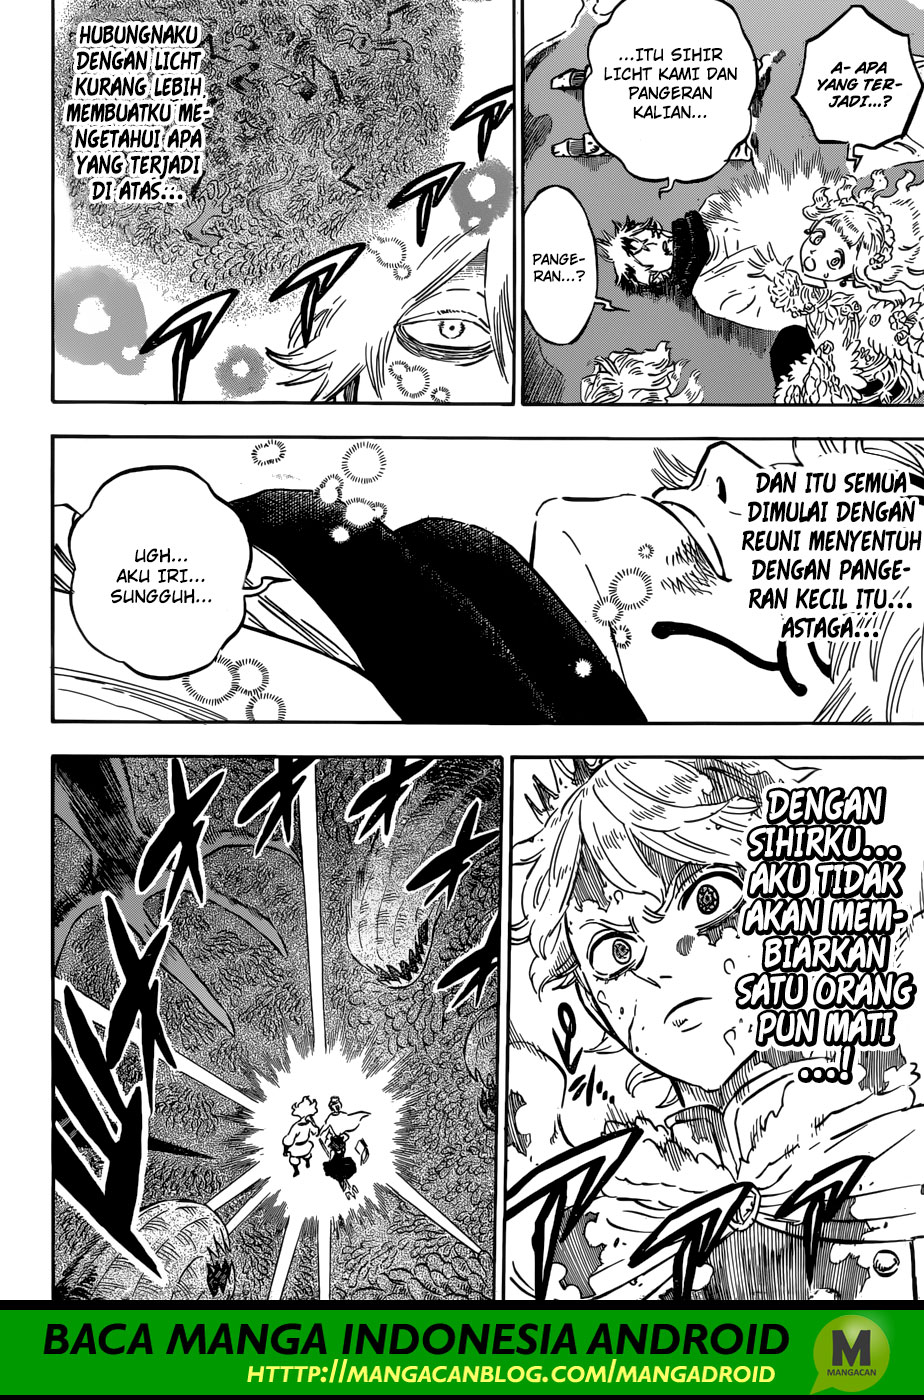 A- APA
YANG TER-
JADI...?
...ITU SIHIR
LICHT KAMI DAN
PANGERAN
KALIAN...
PANGE-
RAN...?
HUBUNGNAKU
DENGAN LICHT
KURANG LEBIH
MEMBUATKU ME-
NGETAHUI APA
YANG TERJADI
DI ATAS...
DAN ITU SEMUA
DIMULAI DENGAN
REUNI MENYENTUH
DENGAN PANGE-
RAN KECIL ITU...
ASTAGA...
UGH...
AKU IRI...
SUNGGUH...
DENGAN
SIHIRKU...
AKU TIDAK
AKAN MEM-
BIARKAN
SATU ORANG
PUN MATI
...!
BACA MANGA INDONESIA ANDROID
HTTTP://MANGACANBLOG.COM/MANGADROID
M
MANGACAN